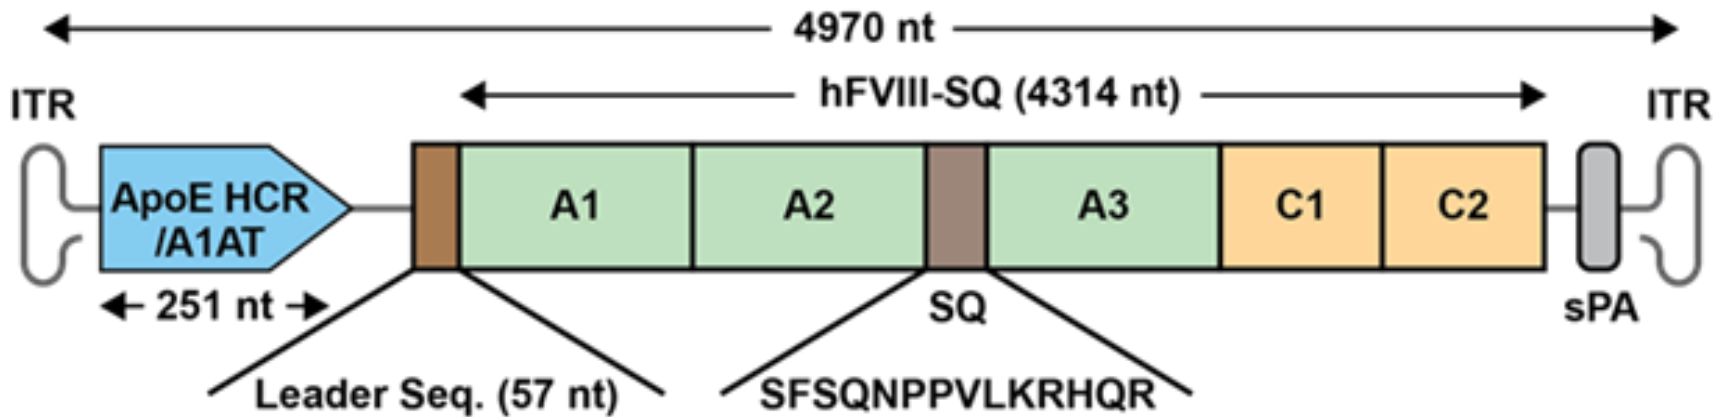 4970 nt
hFVIII-SQ (4314 nt)
ITR
ITR
ApoE HCR
/A1AT
A1
A2
A3
C1
C2
251 nt
SQ
sPA
Leader Seq. (57 nt)
SFSQNPPVLKRHQR